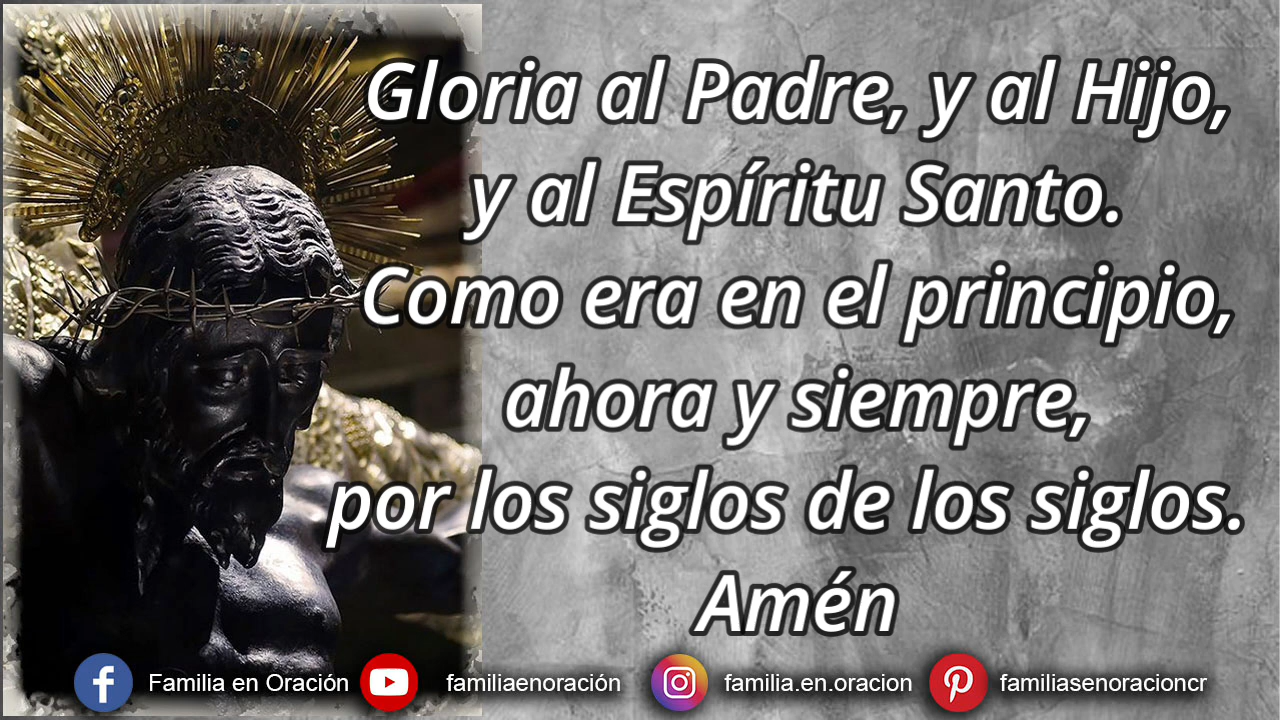 Gloria al Padre, y al Hijo,
y al Espíritu Santo.
Como era en el principio,
ahora y siempre,
por los siglos de los siglos.
Amén
Familia en Oración familiaenoración familia.en.oracion familiasenoracioncr